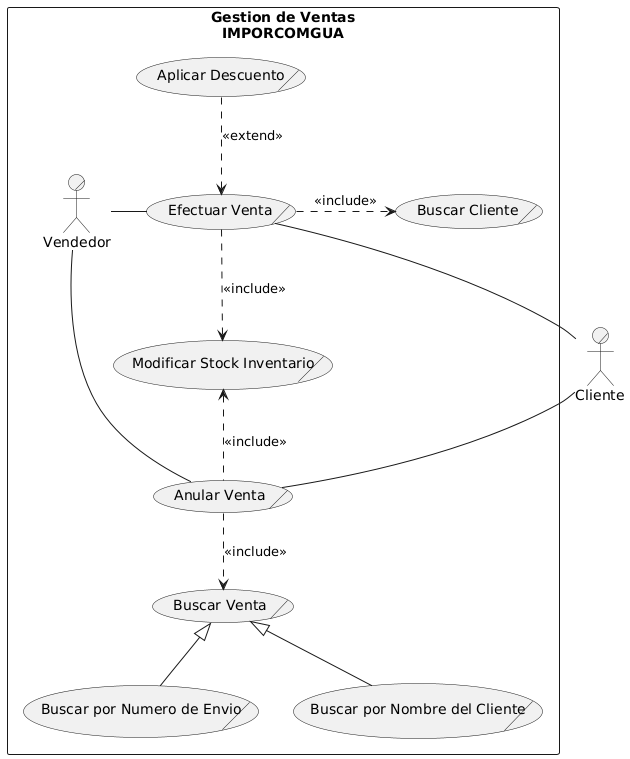 Gestion de Ventas
IMPORCOMGUA
Aplicar Descuento
«extend»
Vendedor
Efectuar Venta
«include»
Buscar Cliente
«include»
Modificar Stock Inventario
Cliente
«include»
Anular Venta
«include»
Buscar Venta
Buscar por Numero de Envio
Buscar por Nombre del Cliente